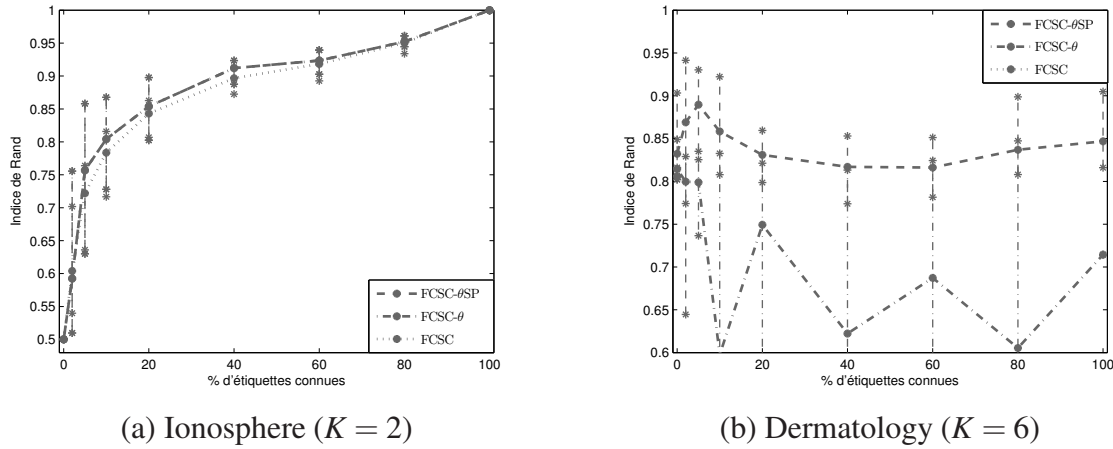 1
0.95
0.9
0.85
0.8
0.75
0.7
0.65
0.6
0.55
0.5
Indice de Rand
0 20 40 60 80 100
% d'étiquettes connues
FCSC-θSP
FCSC-θ
FCSC
(a) Ionosphere (K = 2)
1
0.95
0.9
0.85
0.8
0.75
0.7
0.65
0.6
Indice de Rand
0 20 40 60 80 100
% d'étiquettes connues
FCSC-θSP
FCSC-θ
FCSC
(b) Dermatology (K = 6)